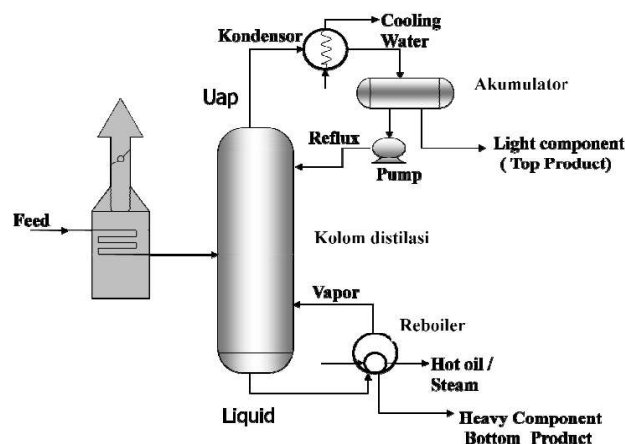 Kondensor
Cooling
Water
Uap
Akumulator
Reflux
Pump
Light component
( Top Product)
Feed
Kolom distilasi
Vapor
Reboiler
Hot oil /
Steam
Liquid
Heavy Component
Bottom Product